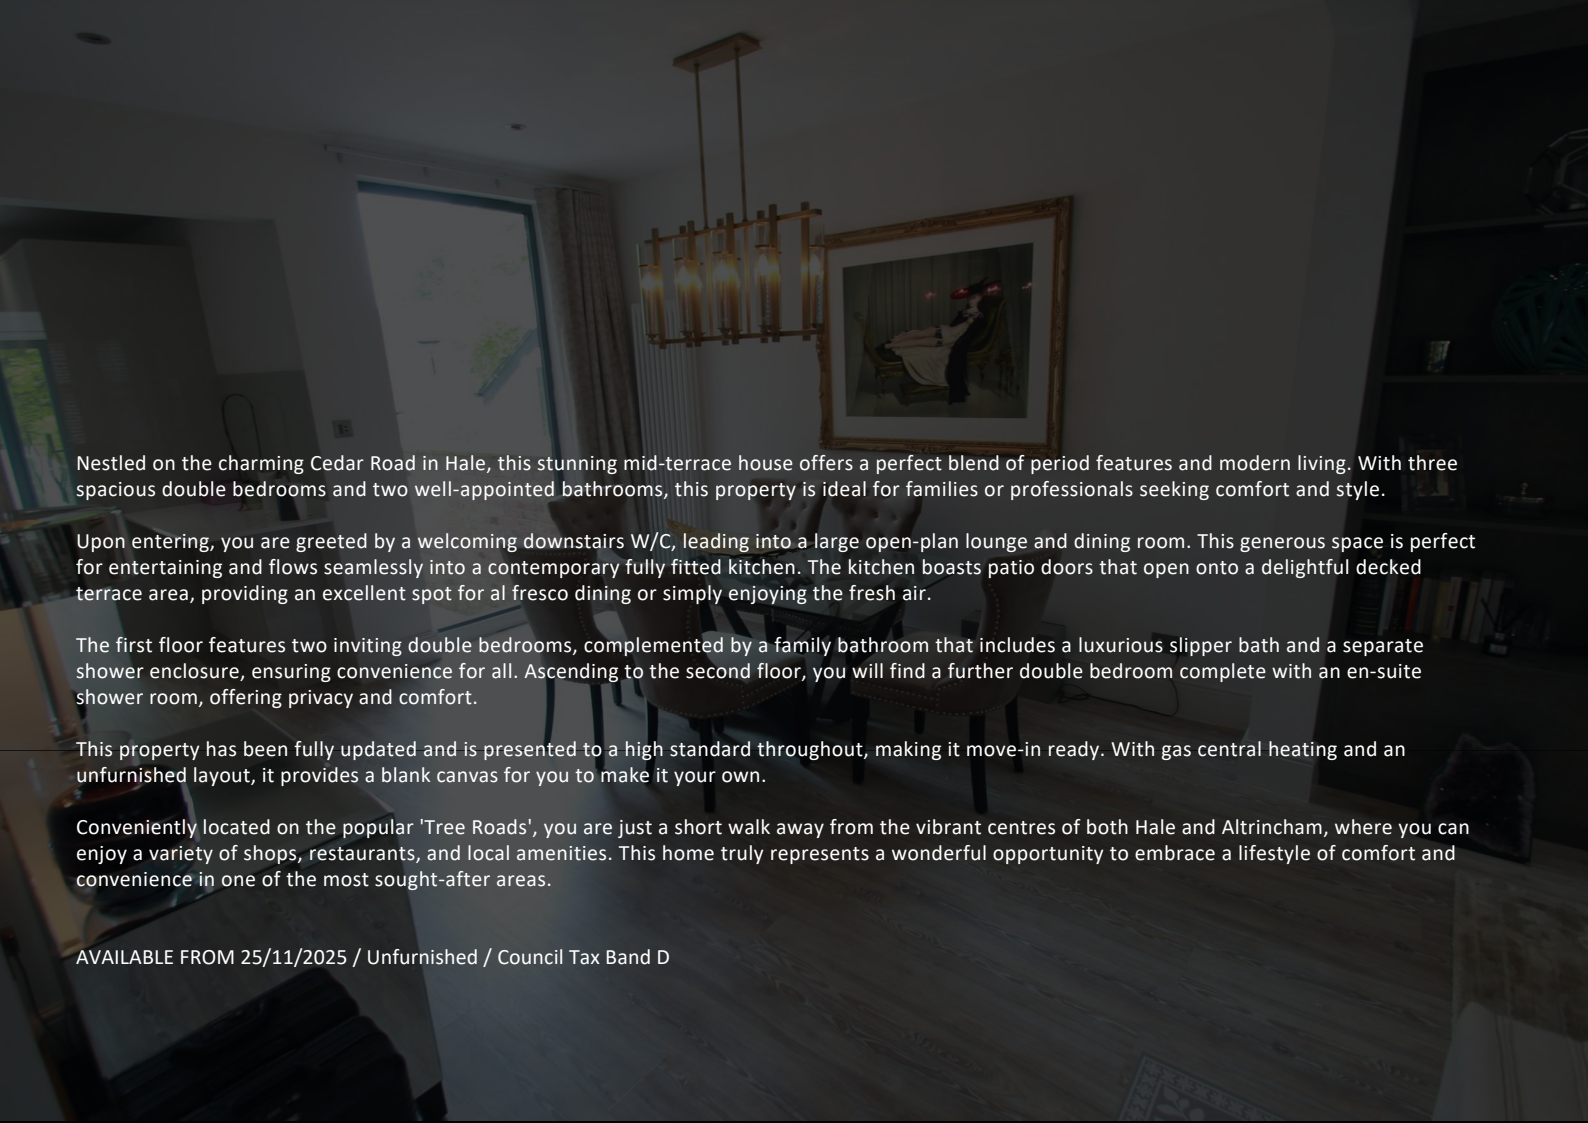 Nestled on the charming Cedar Road in Hale, this stunning mid-terrace house offers a perfect blend of period features and modern living. With three
spacious double bedrooms and two well-appointed bathrooms, this property is ideal for families or professionals seeking comfort and style.
Upon entering, you are greeted by a welcoming downstairs W/C, leading into a large open-plan lounge and dining room. This generous space is perfect
for entertaining and flows seamlessly into a contemporary fully fitted kitchen. The kitchen boasts patio doors that open onto a delightful decked
terrace area, providing an excellent spot for al fresco dining or simply enjoying the fresh air.
The first floor features two inviting double bedrooms, complemented by a family bathroom that includes a luxurious slipper bath and a separate
shower enclosure, ensuring convenience for all. Ascending to the second floor, you will find a further double bedroom complete with an en-suite
shower room, offering privacy and comfort.
This property has been fully updated and is presented to a high standard throughout, making it move-in ready. With gas central heating and an
unfurnished layout, it provides a blank canvas for you to make it your own.
Conveniently located on the popular 'Tree Roads', you are just a short walk away from the vibrant centres of both Hale and Altrincham, where you can
enjoy a variety of shops, restaurants, and local amenities. This home truly represents a wonderful opportunity to embrace a lifestyle of comfort and
convenience in one of the most sought-after areas.
AVAILABLE FROM 25/11/2025 / Unfurnished / Council Tax Band D